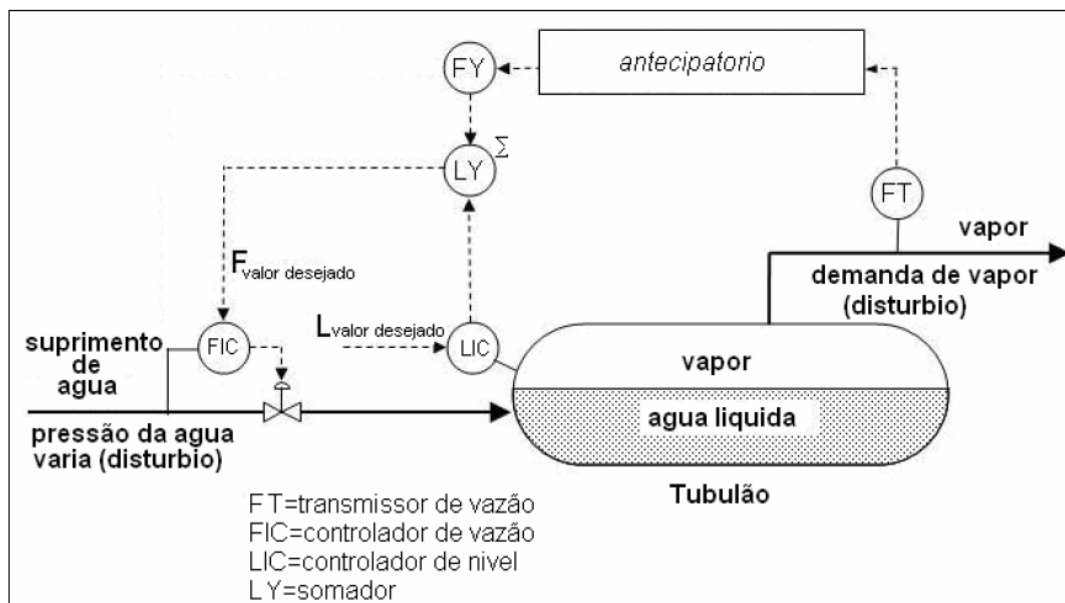 FY
antecipatorio
LY
Σ
FT
vapor
demanda de vapor
(disturbio)
F valor desejado
L valor desejado
FIC
LIC
suprimento
de
agua
pressão da agua
varia (disturbio)
vapor
agua liquida
Tubulão
FT=transmissor de vazão
FIC=controlador de vazão
LIC=controlador de nivel
LY=somador